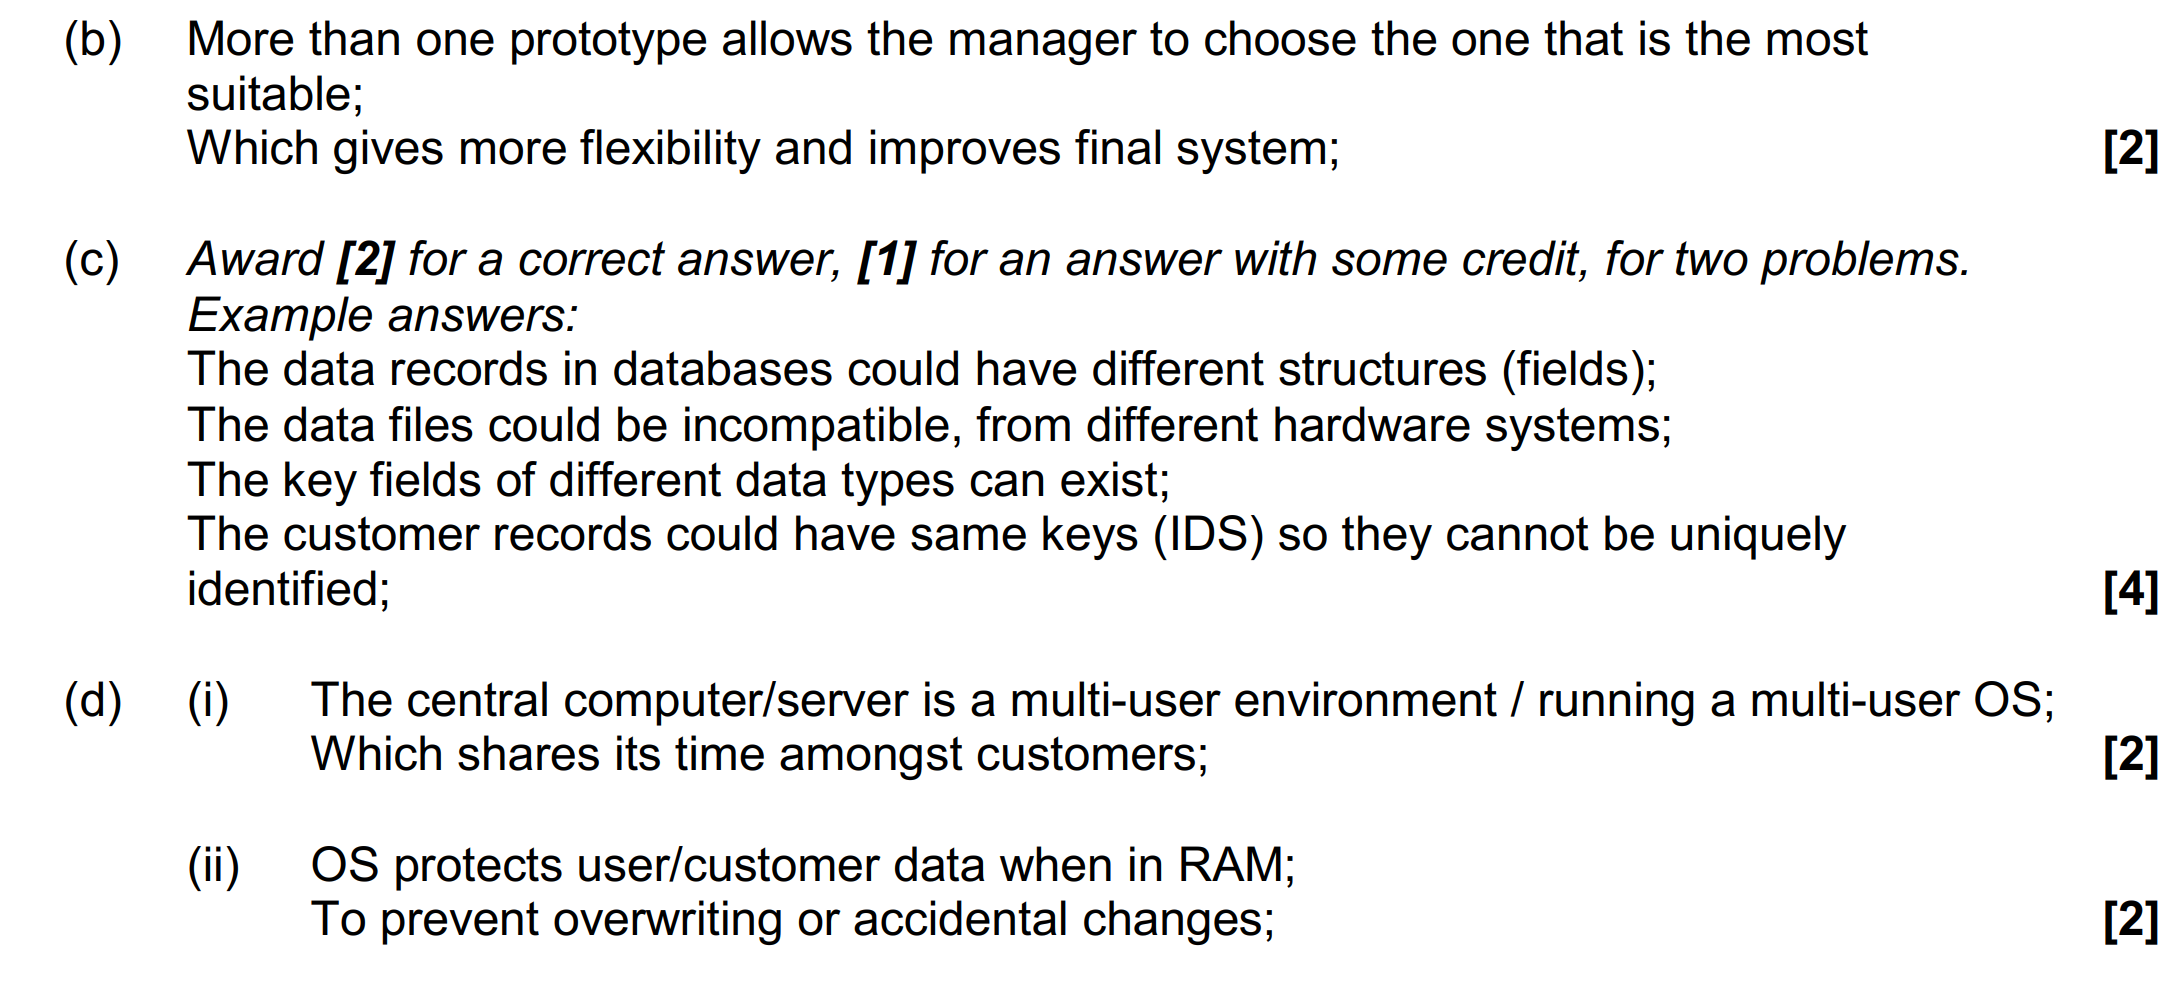 (b) More than one prototype allows the manager to choose the one that is the most
suitable;
Which gives more flexibility and improves final system; [2]
(c) Award [2] for a correct answer, [1] for an answer with some credit, for two problems.
Example answers:
The data records in databases could have different structures (fields);
The data files could be incompatible, from different hardware systems;
The key fields of different data types can exist;
The customer records could have same keys (IDS) so they cannot be uniquely
identified; [4]
(d) (i) The central computer/server is a multi-user environment / running a multi-user OS;
Which shares its time amongst customers; [2]
(ii) OS protects user/customer data when in RAM;
To prevent overwriting or accidental changes; [2]